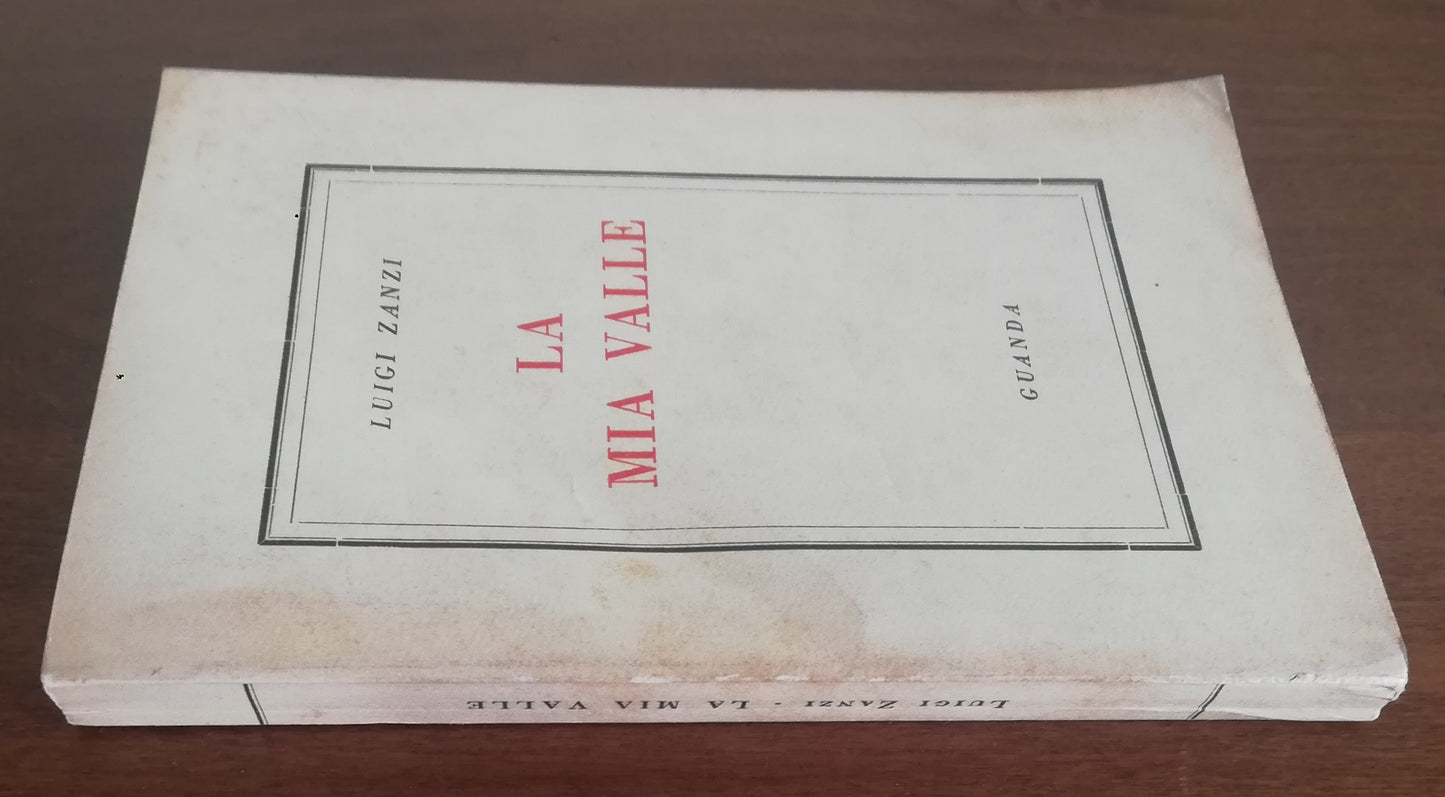 LUIGI ZANZI
LA
MIA VALLE
GUANDA
LUIGI ZANZI - LA MIA VALLE